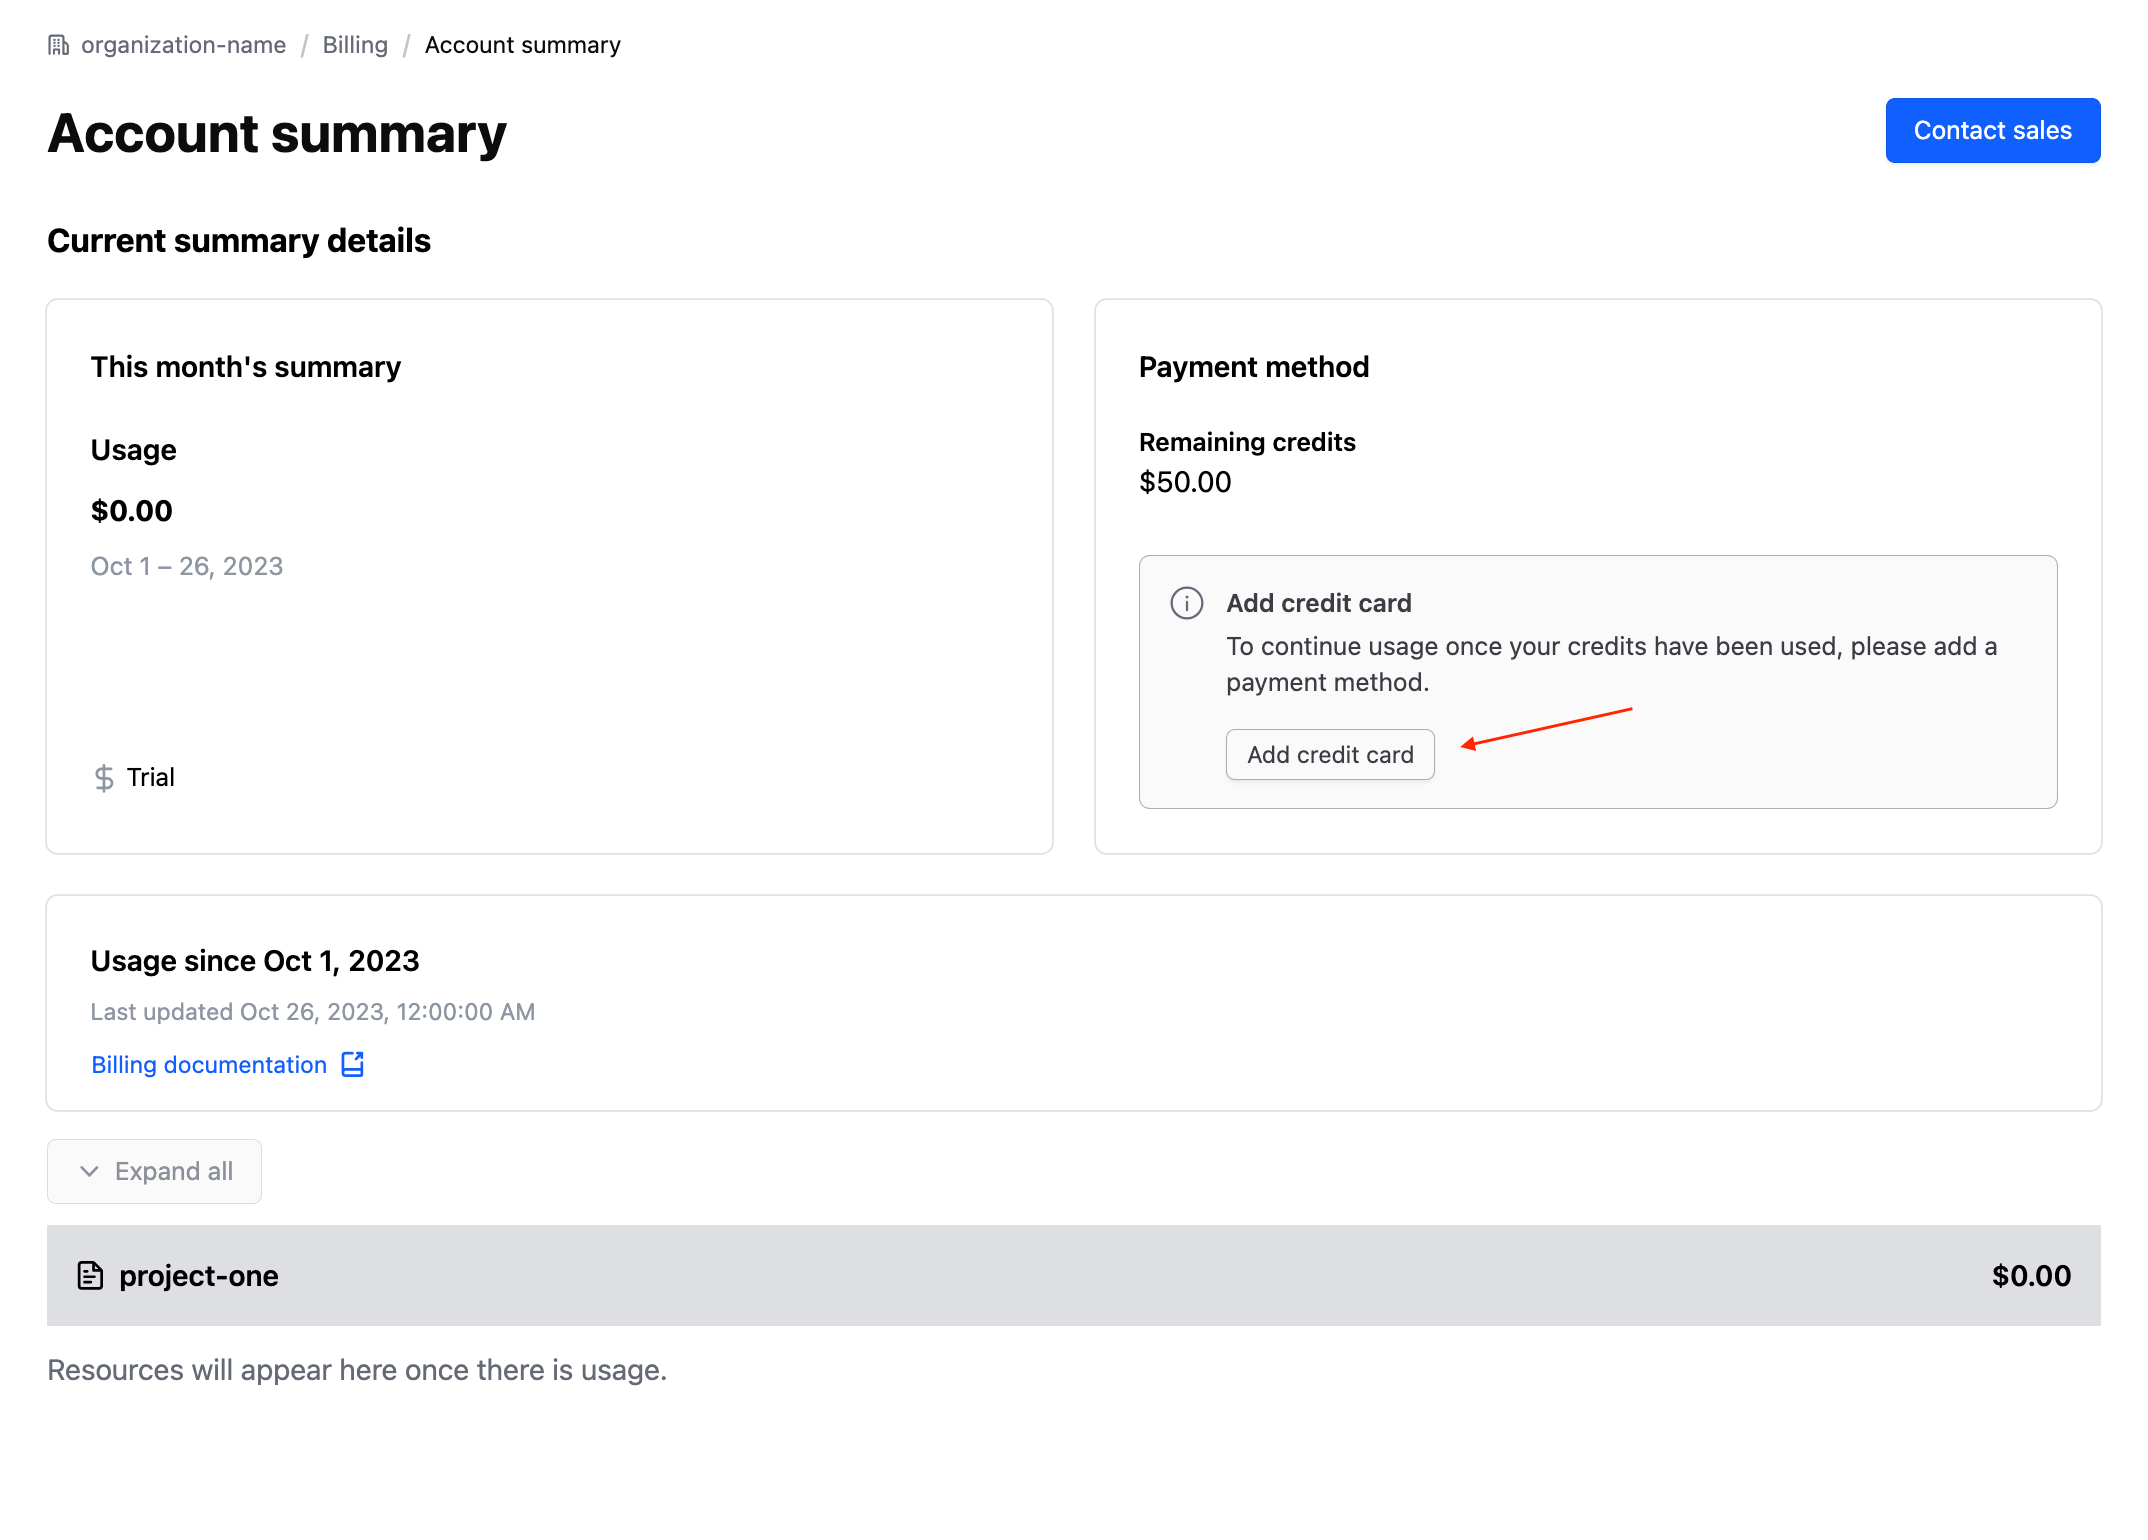 organization-name / Billing / Account summary
Account summary
Contact sales
Current summary details
This month's summary
Usage
$0.00
Oct 1 – 26, 2023
Trial
Payment method
Remaining credits
$50.00
Add credit card
To continue usage once your credits have been used, please add a
payment method.
Add credit card
Usage since Oct 1, 2023
Last updated Oct 26, 2023, 12:00:00 AM
Billing documentation
Expand all
project-one $0.00
Resources will appear here once there is usage.